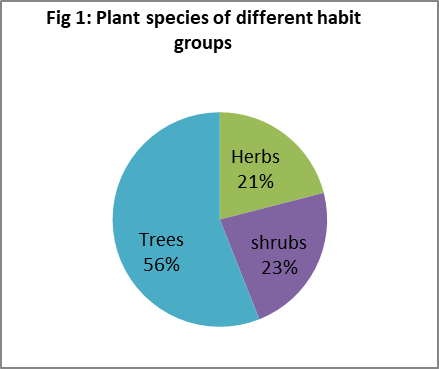 Fig 1: Plant species of different habit
groups
Herbs
21%
shrubs
23%
Trees
56%